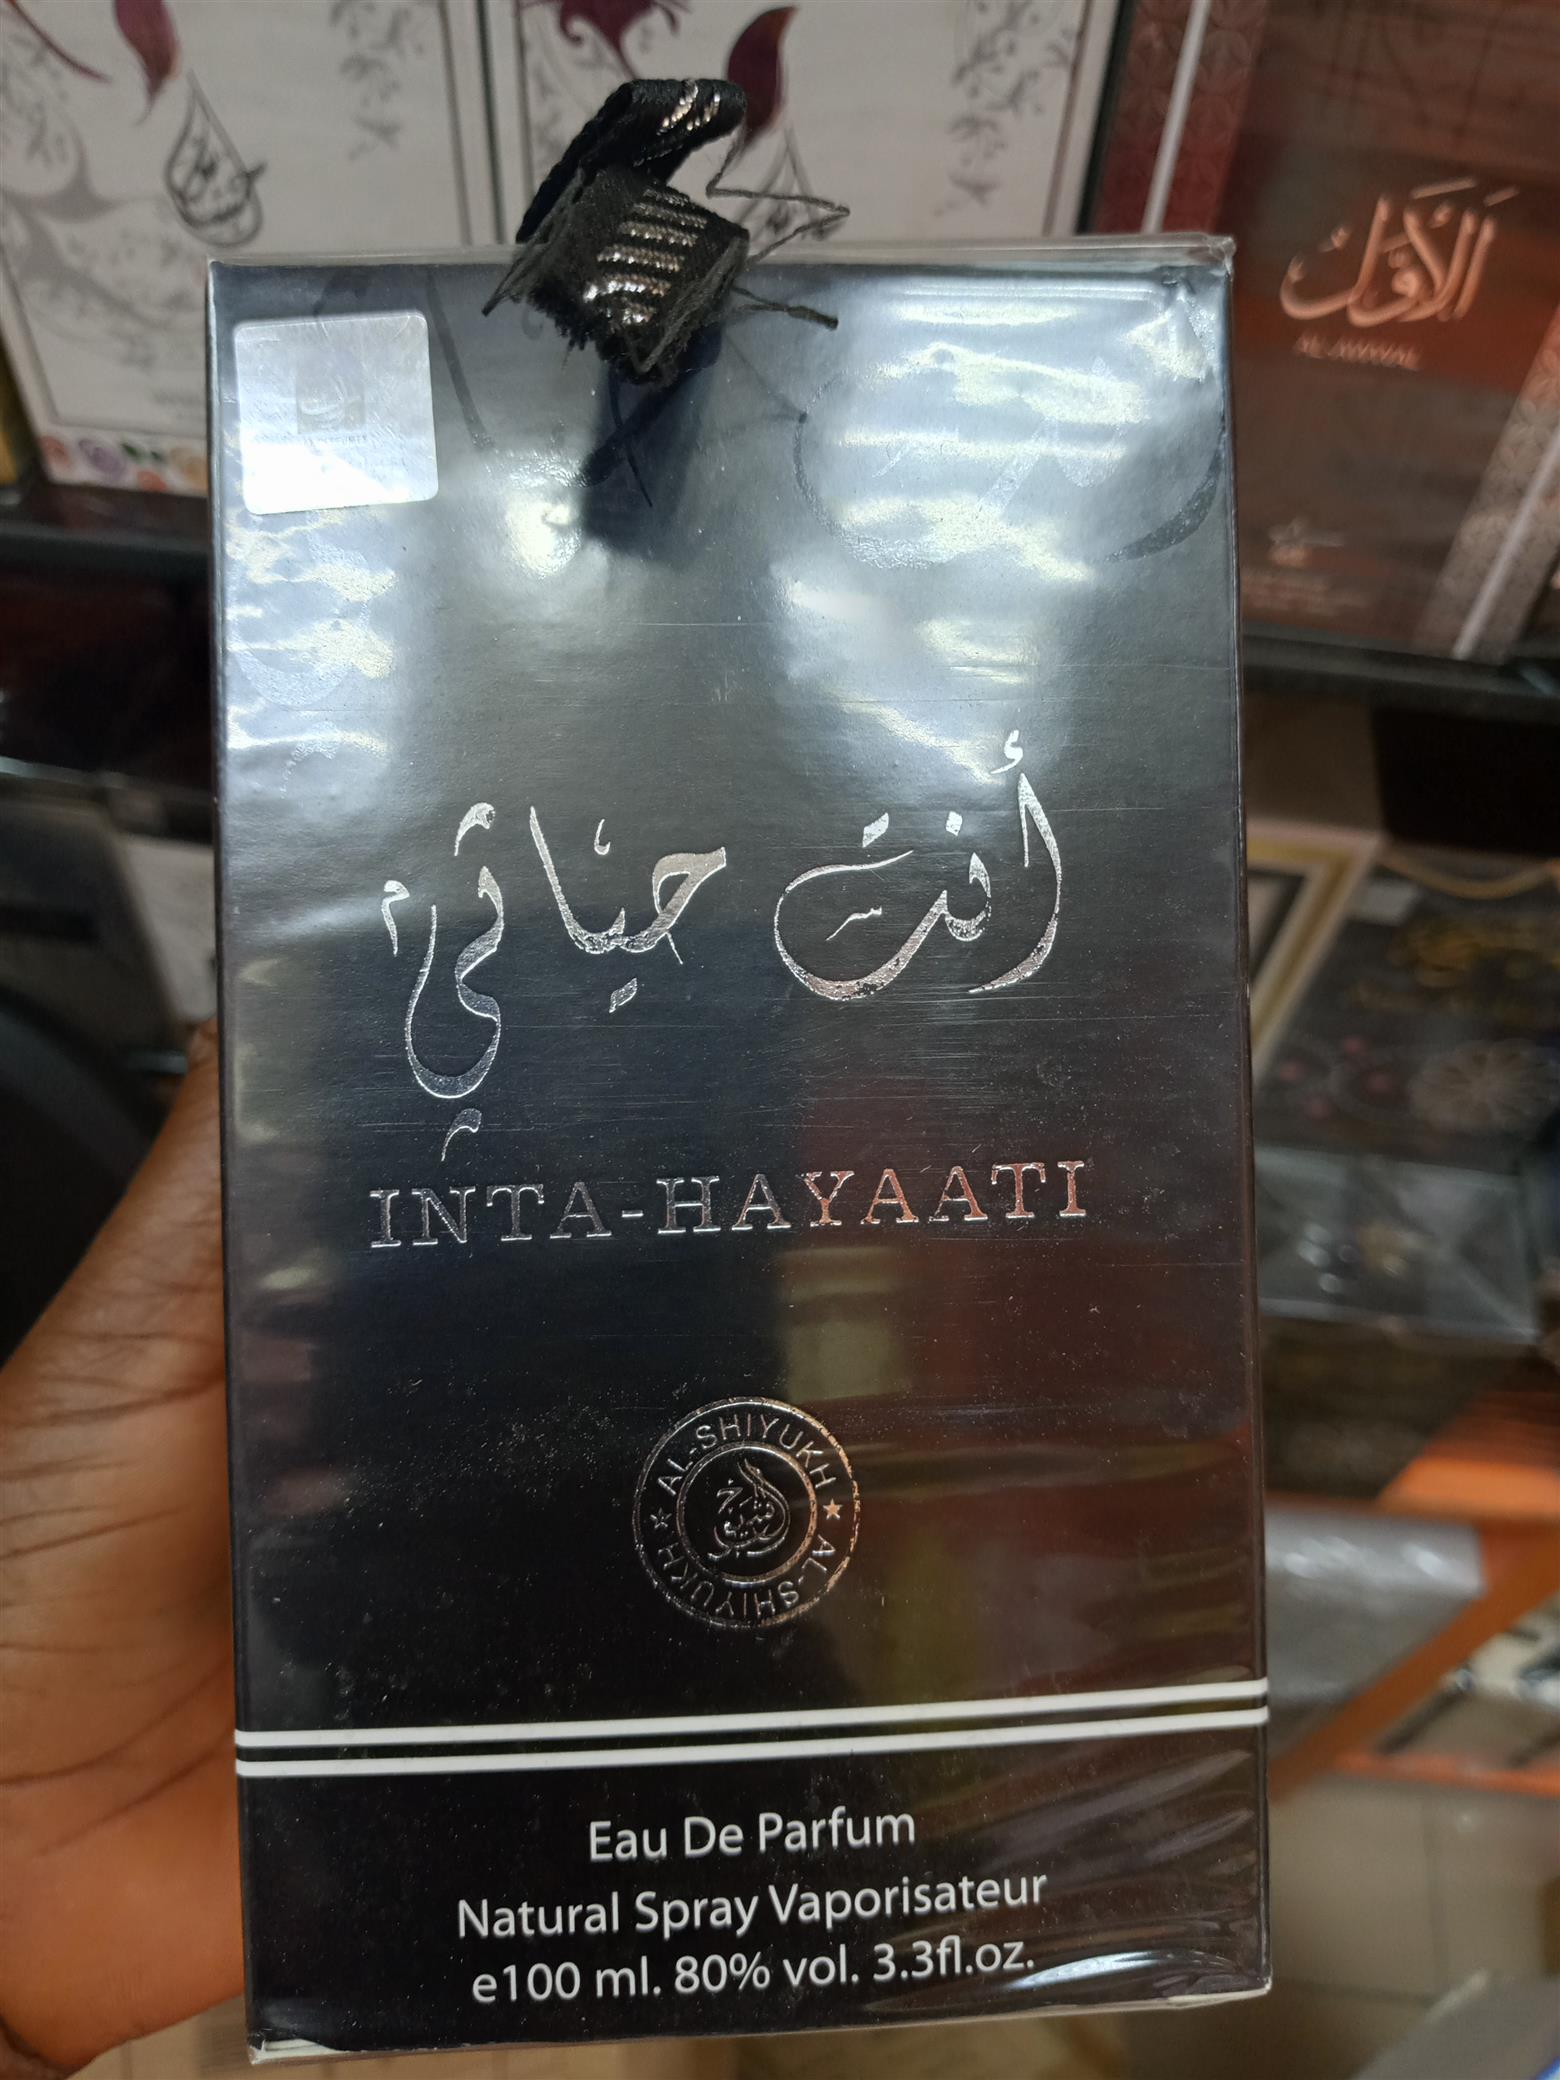 الأول
AL AWWAL
أنت حياتي
INTA-HAYAATI
AL-SHIYUKH ★ AL-SHIYUKH ★
الشيوخ
Eau De Parfum
Natural Spray Vaporisateur
e100 ml. 80% vol. 3.3fl.oz.